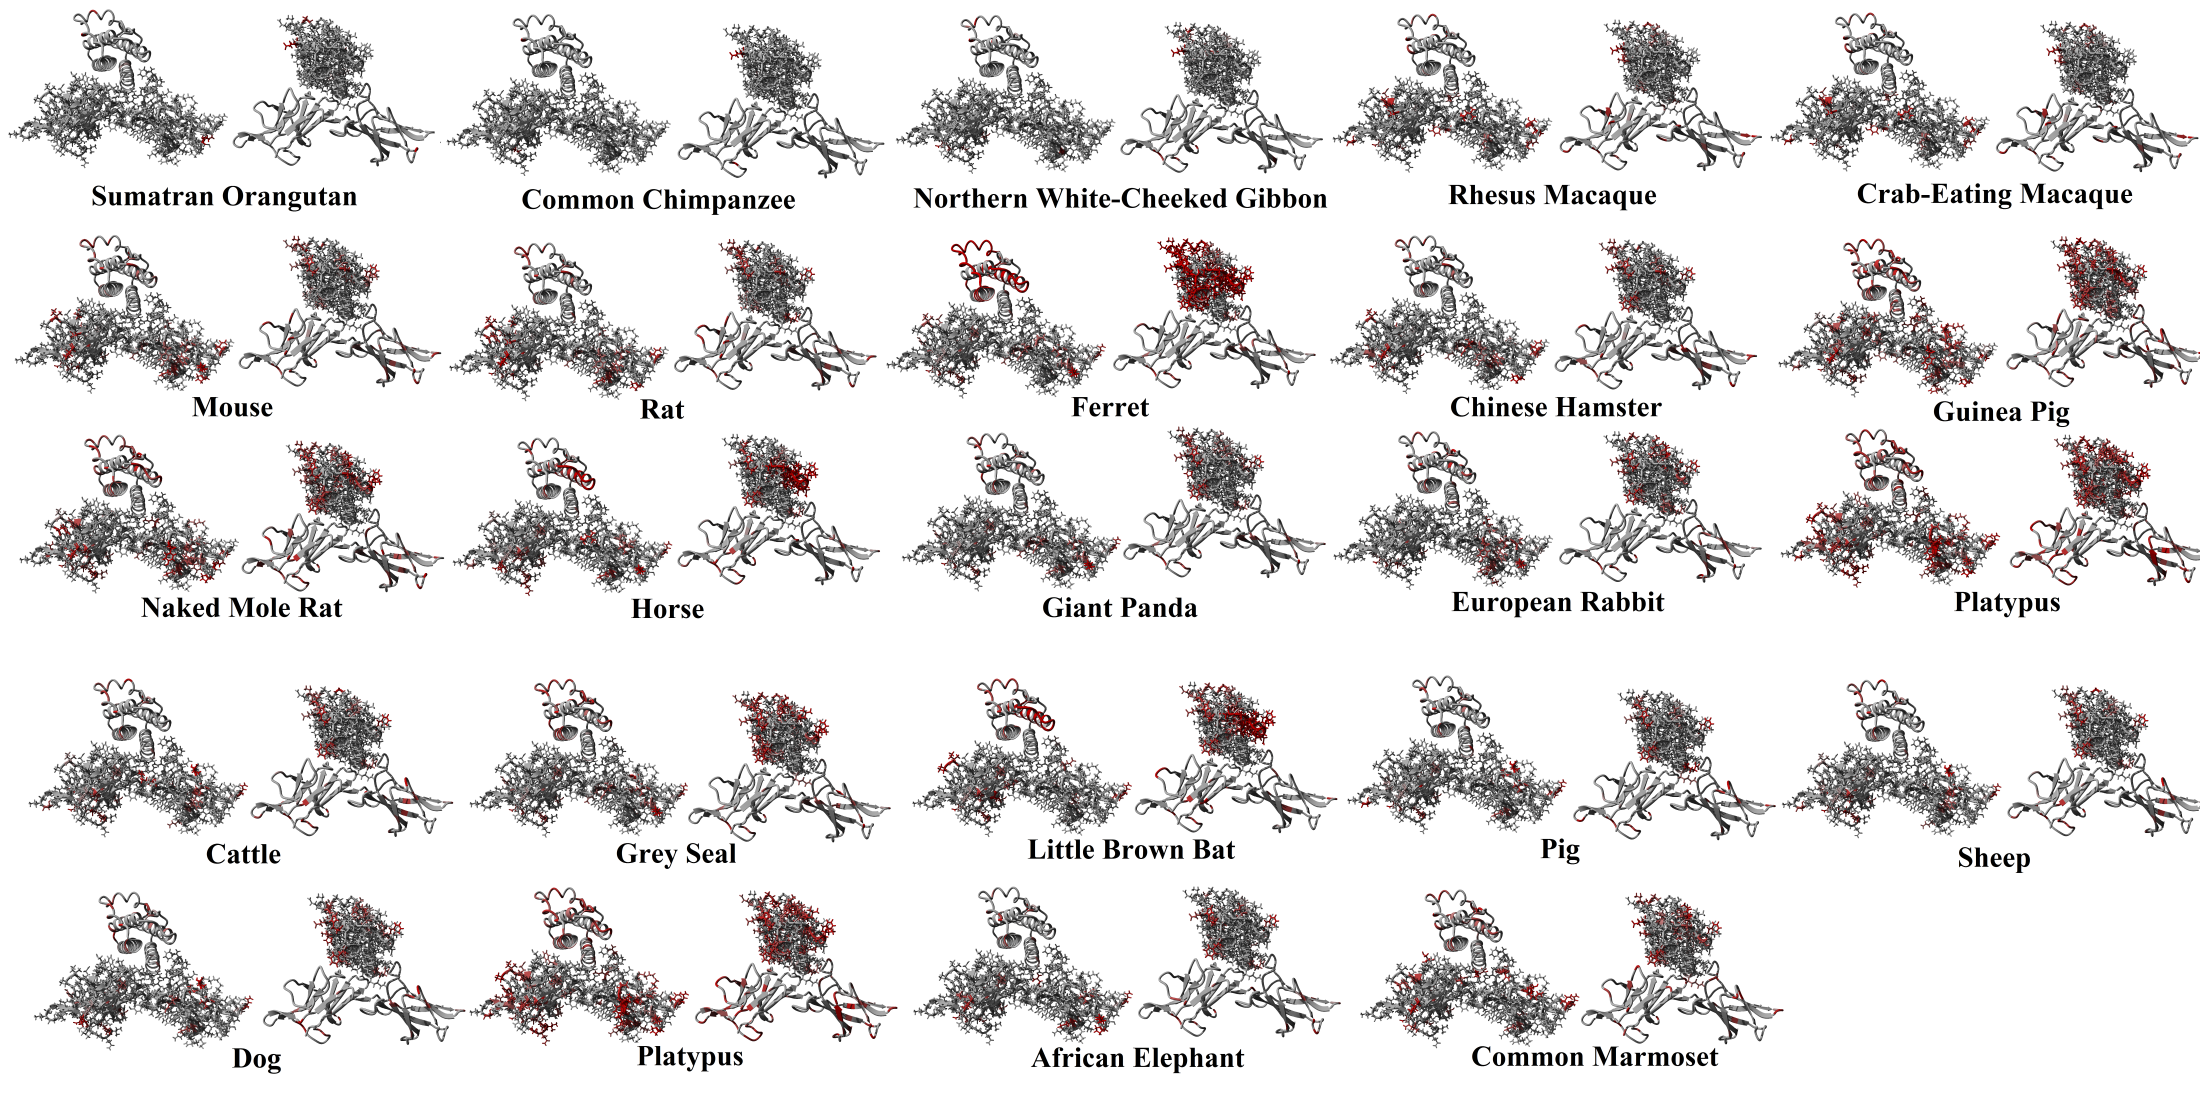 Sumatran Orangutan
Common Chimpanzee
Northern White-Cheeked Gibbon
Rhesus Macaque
Crab-Eating Macaque
Mouse
Rat
Ferret
Chinese Hamster
Guinea Pig
Naked Mole Rat
Horse
Giant Panda
European Rabbit
Platypus
Cattle
Grey Seal
Little Brown Bat
Pig
Sheep
Dog
Platypus
African Elephant
Common Marmoset